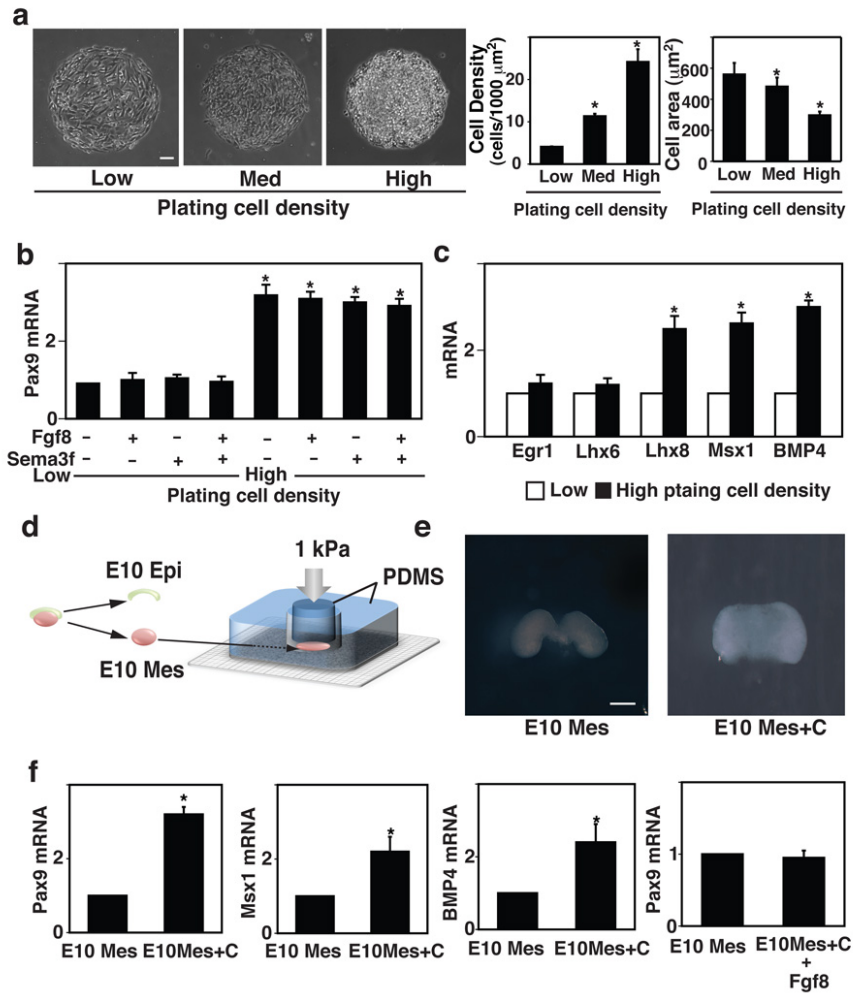 a
Low
Med
High
Plating cell density
Cell Density
(cells/1000 μm2)
20
10
0
*
*
Low Med High
Plating cell density
Cell area (μm2)
600
400
200
0
*
*
Low Med High
Plating cell density
b
Pax9 mRNA
2
0
* * * *
Fgf8 – + – + – + – +
Sema3f – – + + – – + +
Low High
Plating cell density
c
mRNA
2
0
* * *
Egr1 Lhx6 Lhx8 Msx1 BMP4
Low High ptaing cell density
d
E10 Epi
E10 Mes
1 kPa
PDMS
e
E10 Mes
E10 Mes+C
f
Pax9 mRNA
2
0
*
E10 Mes E10Mes+C
Msx1 mRNA
2
0
*
E10 Mes E10Mes+C
BMP4 mRNA
2
0
*
E10 Mes E10Mes+C
Pax9 mRNA
1
0
E10 Mes E10Mes+C
+
Fgf8